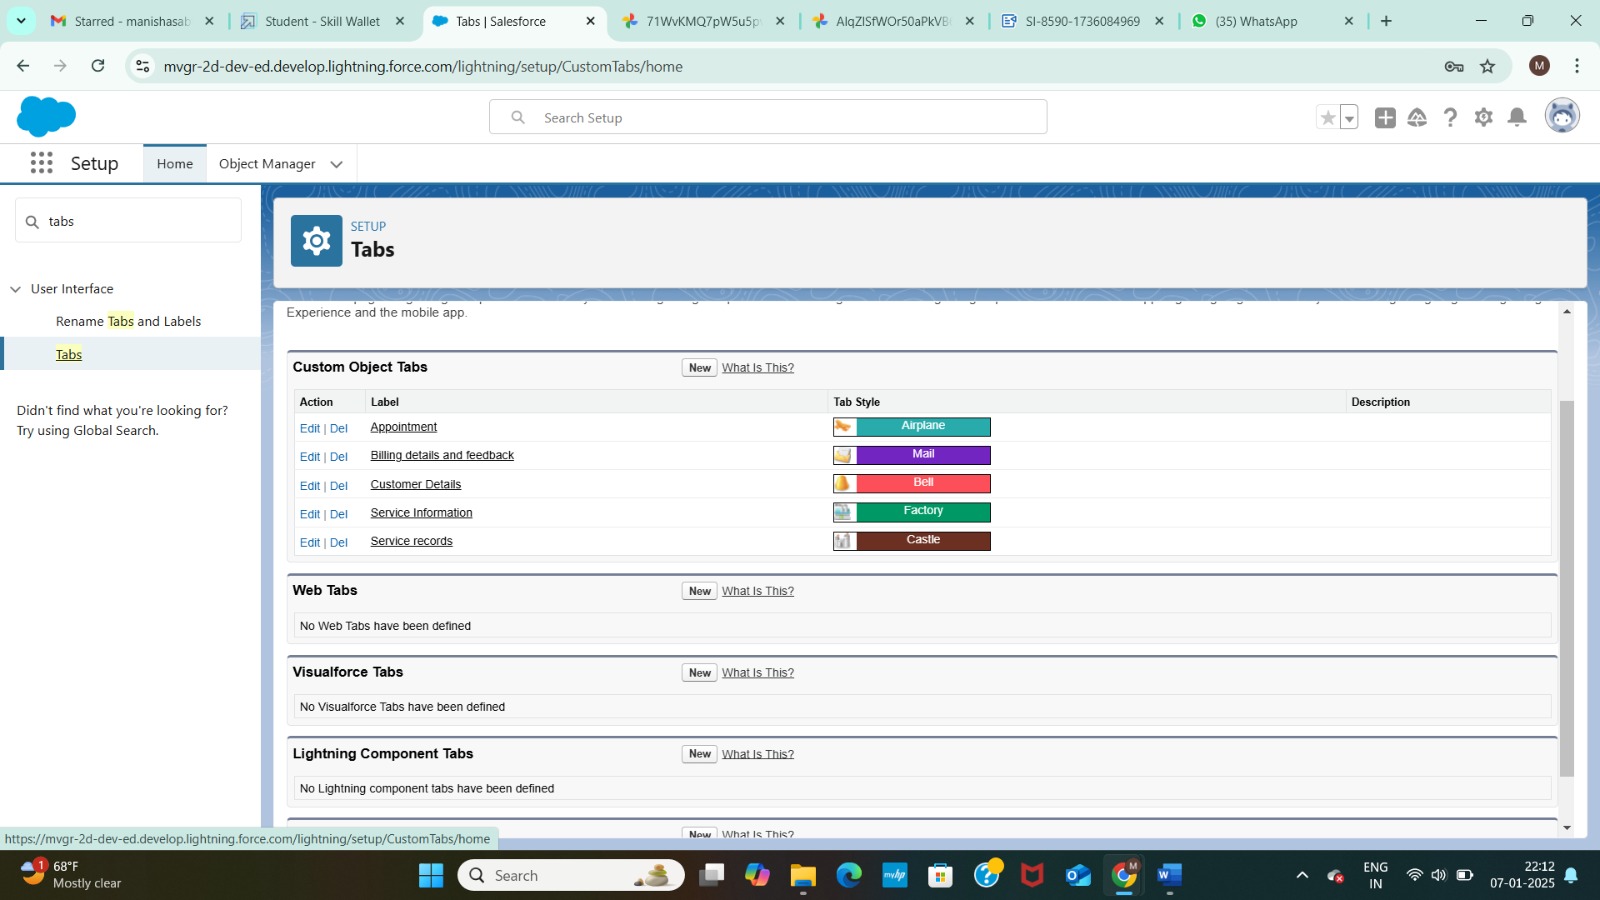 Starred - manishasab
Student - Skill Wallet
Tabs | Salesforce
71WvKMQ7pW5u5p
AlqZlSfWOr50aPkVB
SI-8590-1736084969
(35) WhatsApp
mvgr-2d-dev-ed.develop.lightning.force.com/lightning/setup/CustomTabs/home
M
Search Setup
Setup
Home
Object Manager
tabs
SETUP
Tabs
User Interface
Rename Tabs and Labels
Tabs
Didn't find what you're looking for?
Try using Global Search.
Experience and the mobile app.
Custom Object Tabs
New
What Is This?
Action
Label
Tab Style
Description
Edit | Del
Appointment
Airplane
Edit | Del
Billing details and feedback
Mail
Edit | Del
Customer Details
Bell
Edit | Del
Service Information
Factory
Edit | Del
Service records
Castle
Web Tabs
New
What Is This?
No Web Tabs have been defined
Visualforce Tabs
New
What Is This?
No Visualforce Tabs have been defined
Lightning Component Tabs
New
What Is This?
No Lightning component tabs have been defined
New
What Is This?
https://mvgr-2d-dev-ed.develop.lightning.force.com/lightning/setup/CustomTabs/home
1
68°F
Mostly clear
Search
myhp
M
W
ENG
IN
22:12
07-01-2025